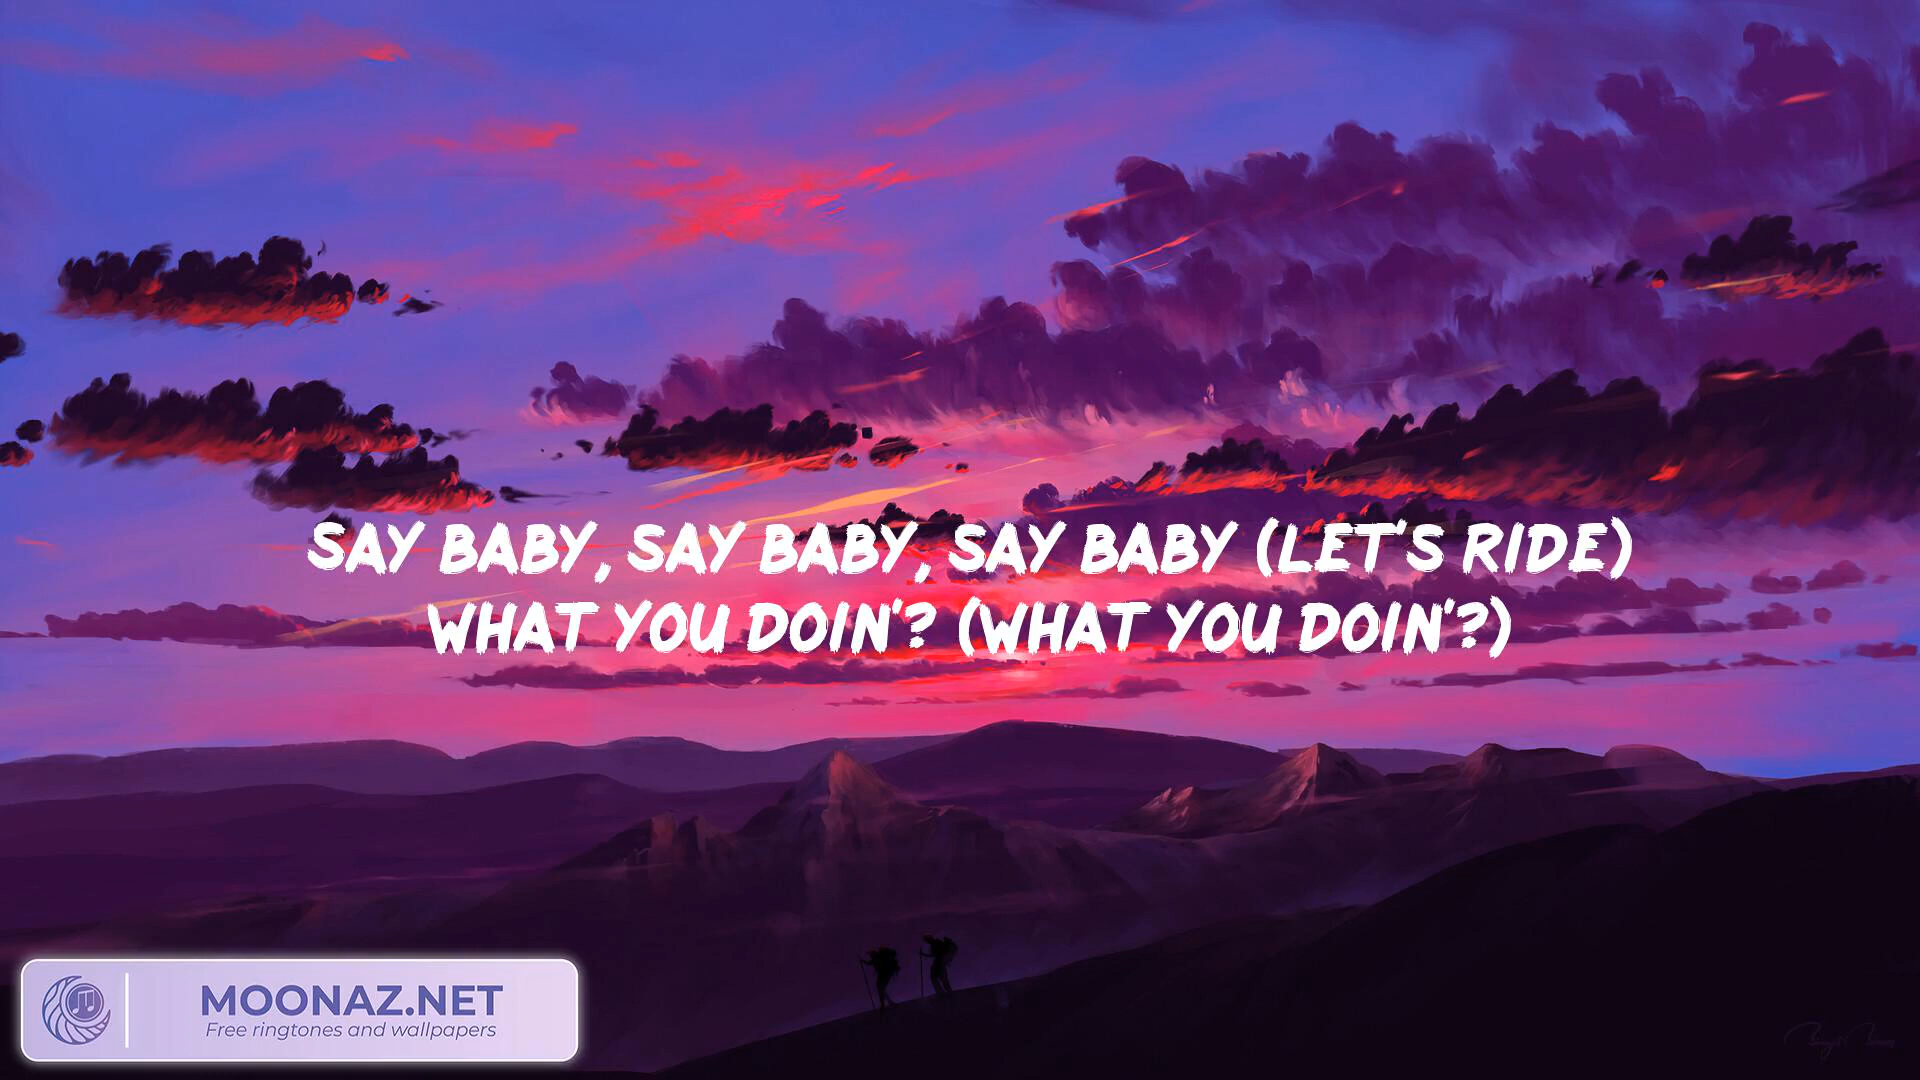 SAY BABY, SAY BABY, SAY BABY (LET'S RIDE)
WHAT YOU DOIN'? (WHAT YOU DOIN'?)
MOONAZ.NET
Free ringtones and wallpapers